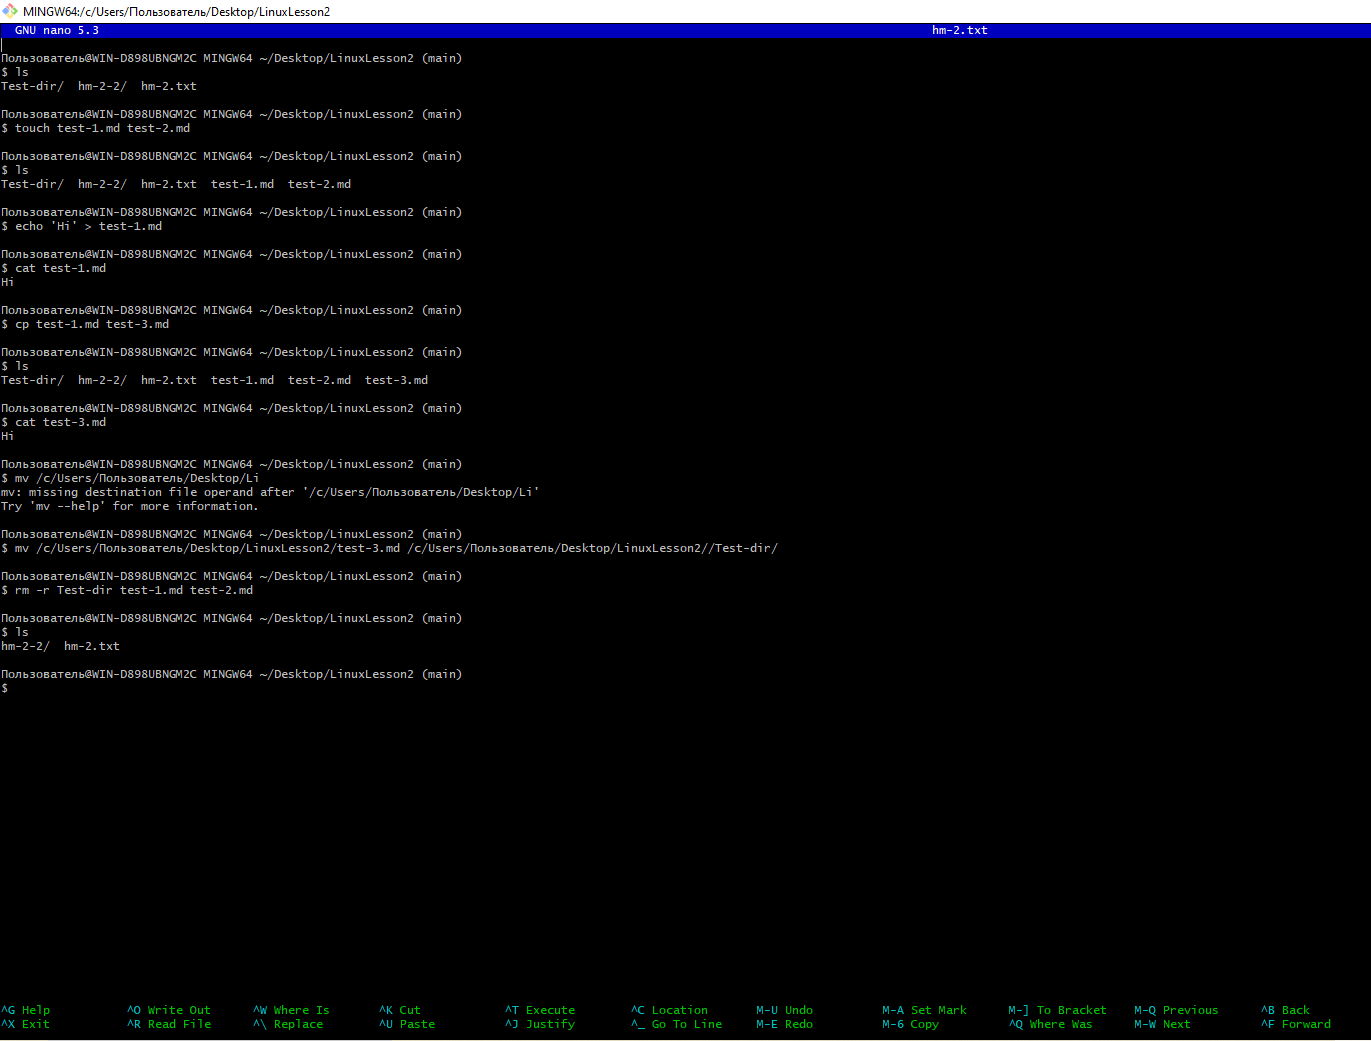 MINGW64:/c/Users/Пользователь/Desktop/LinuxLesson2
GNU nano 5.3 hm-2.txt
Пользователь@WIN-D898UBNGM2C MINGW64 ~/Desktop/LinuxLesson2 (main)
$ ls
Test-dir/ hm-2-2/ hm-2.txt
Пользователь@WIN-D898UBNGM2C MINGW64 ~/Desktop/LinuxLesson2 (main)
$ touch test-1.md test-2.md
Пользователь@WIN-D898UBNGM2C MINGW64 ~/Desktop/LinuxLesson2 (main)
$ ls
Test-dir/ hm-2-2/ hm-2.txt test-1.md test-2.md
Пользователь@WIN-D898UBNGM2C MINGW64 ~/Desktop/LinuxLesson2 (main)
$ echo 'Hi' > test-1.md
Пользователь@WIN-D898UBNGM2C MINGW64 ~/Desktop/LinuxLesson2 (main)
$ cat test-1.md
Hi
Пользователь@WIN-D898UBNGM2C MINGW64 ~/Desktop/LinuxLesson2 (main)
$ cp test-1.md test-3.md
Пользователь@WIN-D898UBNGM2C MINGW64 ~/Desktop/LinuxLesson2 (main)
$ ls
Test-dir/ hm-2-2/ hm-2.txt test-1.md test-2.md test-3.md
Пользователь@WIN-D898UBNGM2C MINGW64 ~/Desktop/LinuxLesson2 (main)
$ cat test-3.md
Hi
Пользователь@WIN-D898UBNGM2C MINGW64 ~/Desktop/LinuxLesson2 (main)
$ mv /c/Users/Пользователь/Desktop/Li
mv: missing destination file operand after '/c/Users/Пользователь/Desktop/Li'
Try 'mv --help' for more information.
Пользователь@WIN-D898UBNGM2C MINGW64 ~/Desktop/LinuxLesson2 (main)
$ mv /c/Users/Пользователь/Desktop/LinuxLesson2/test-3.md /c/Users/Пользователь/Desktop/LinuxLesson2//Test-dir/
Пользователь@WIN-D898UBNGM2C MINGW64 ~/Desktop/LinuxLesson2 (main)
$ rm -r Test-dir test-1.md test-2.md
Пользователь@WIN-D898UBNGM2C MINGW64 ~/Desktop/LinuxLesson2 (main)
$ ls
hm-2-2/ hm-2.txt
Пользователь@WIN-D898UBNGM2C MINGW64 ~/Desktop/LinuxLesson2 (main)
$
^G Help ^O Write Out ^W Where Is ^K Cut ^T Execute ^C Location M-U Undo M-A Set Mark M-] To Bracket M-Q Previous ^B Back
^X Exit ^R Read File ^\ Replace ^U Paste ^J Justify ^_ Go To Line M-E Redo M-6 Copy ^Q Where Was M-W Next ^F Forward